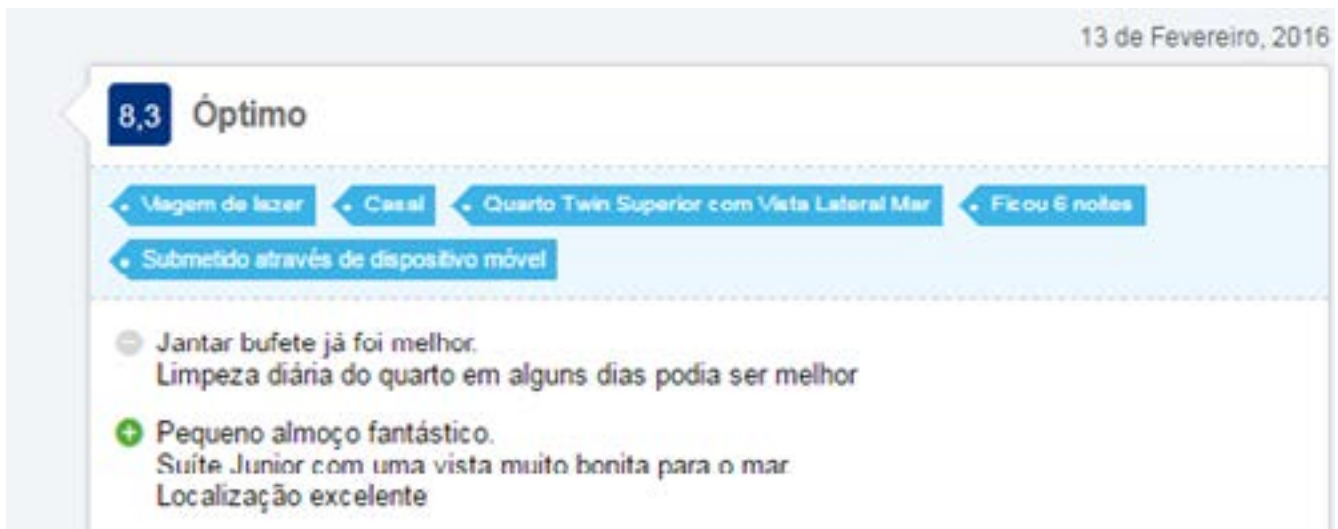 13 de Fevereiro, 2016
8,3 Óptimo
Viagem de lazer Casal Quarto Twin Superior com Vista Lateral Mar Ficou 6 noites
Submetido através de dispositivo móvel
Jantar bufete já foi melhor.
Limpeza diária do quarto em alguns dias podia ser melhor
Pequeno almoço fantástico.
Suíte Junior com uma vista muito bonita para o mar
Localização excelente